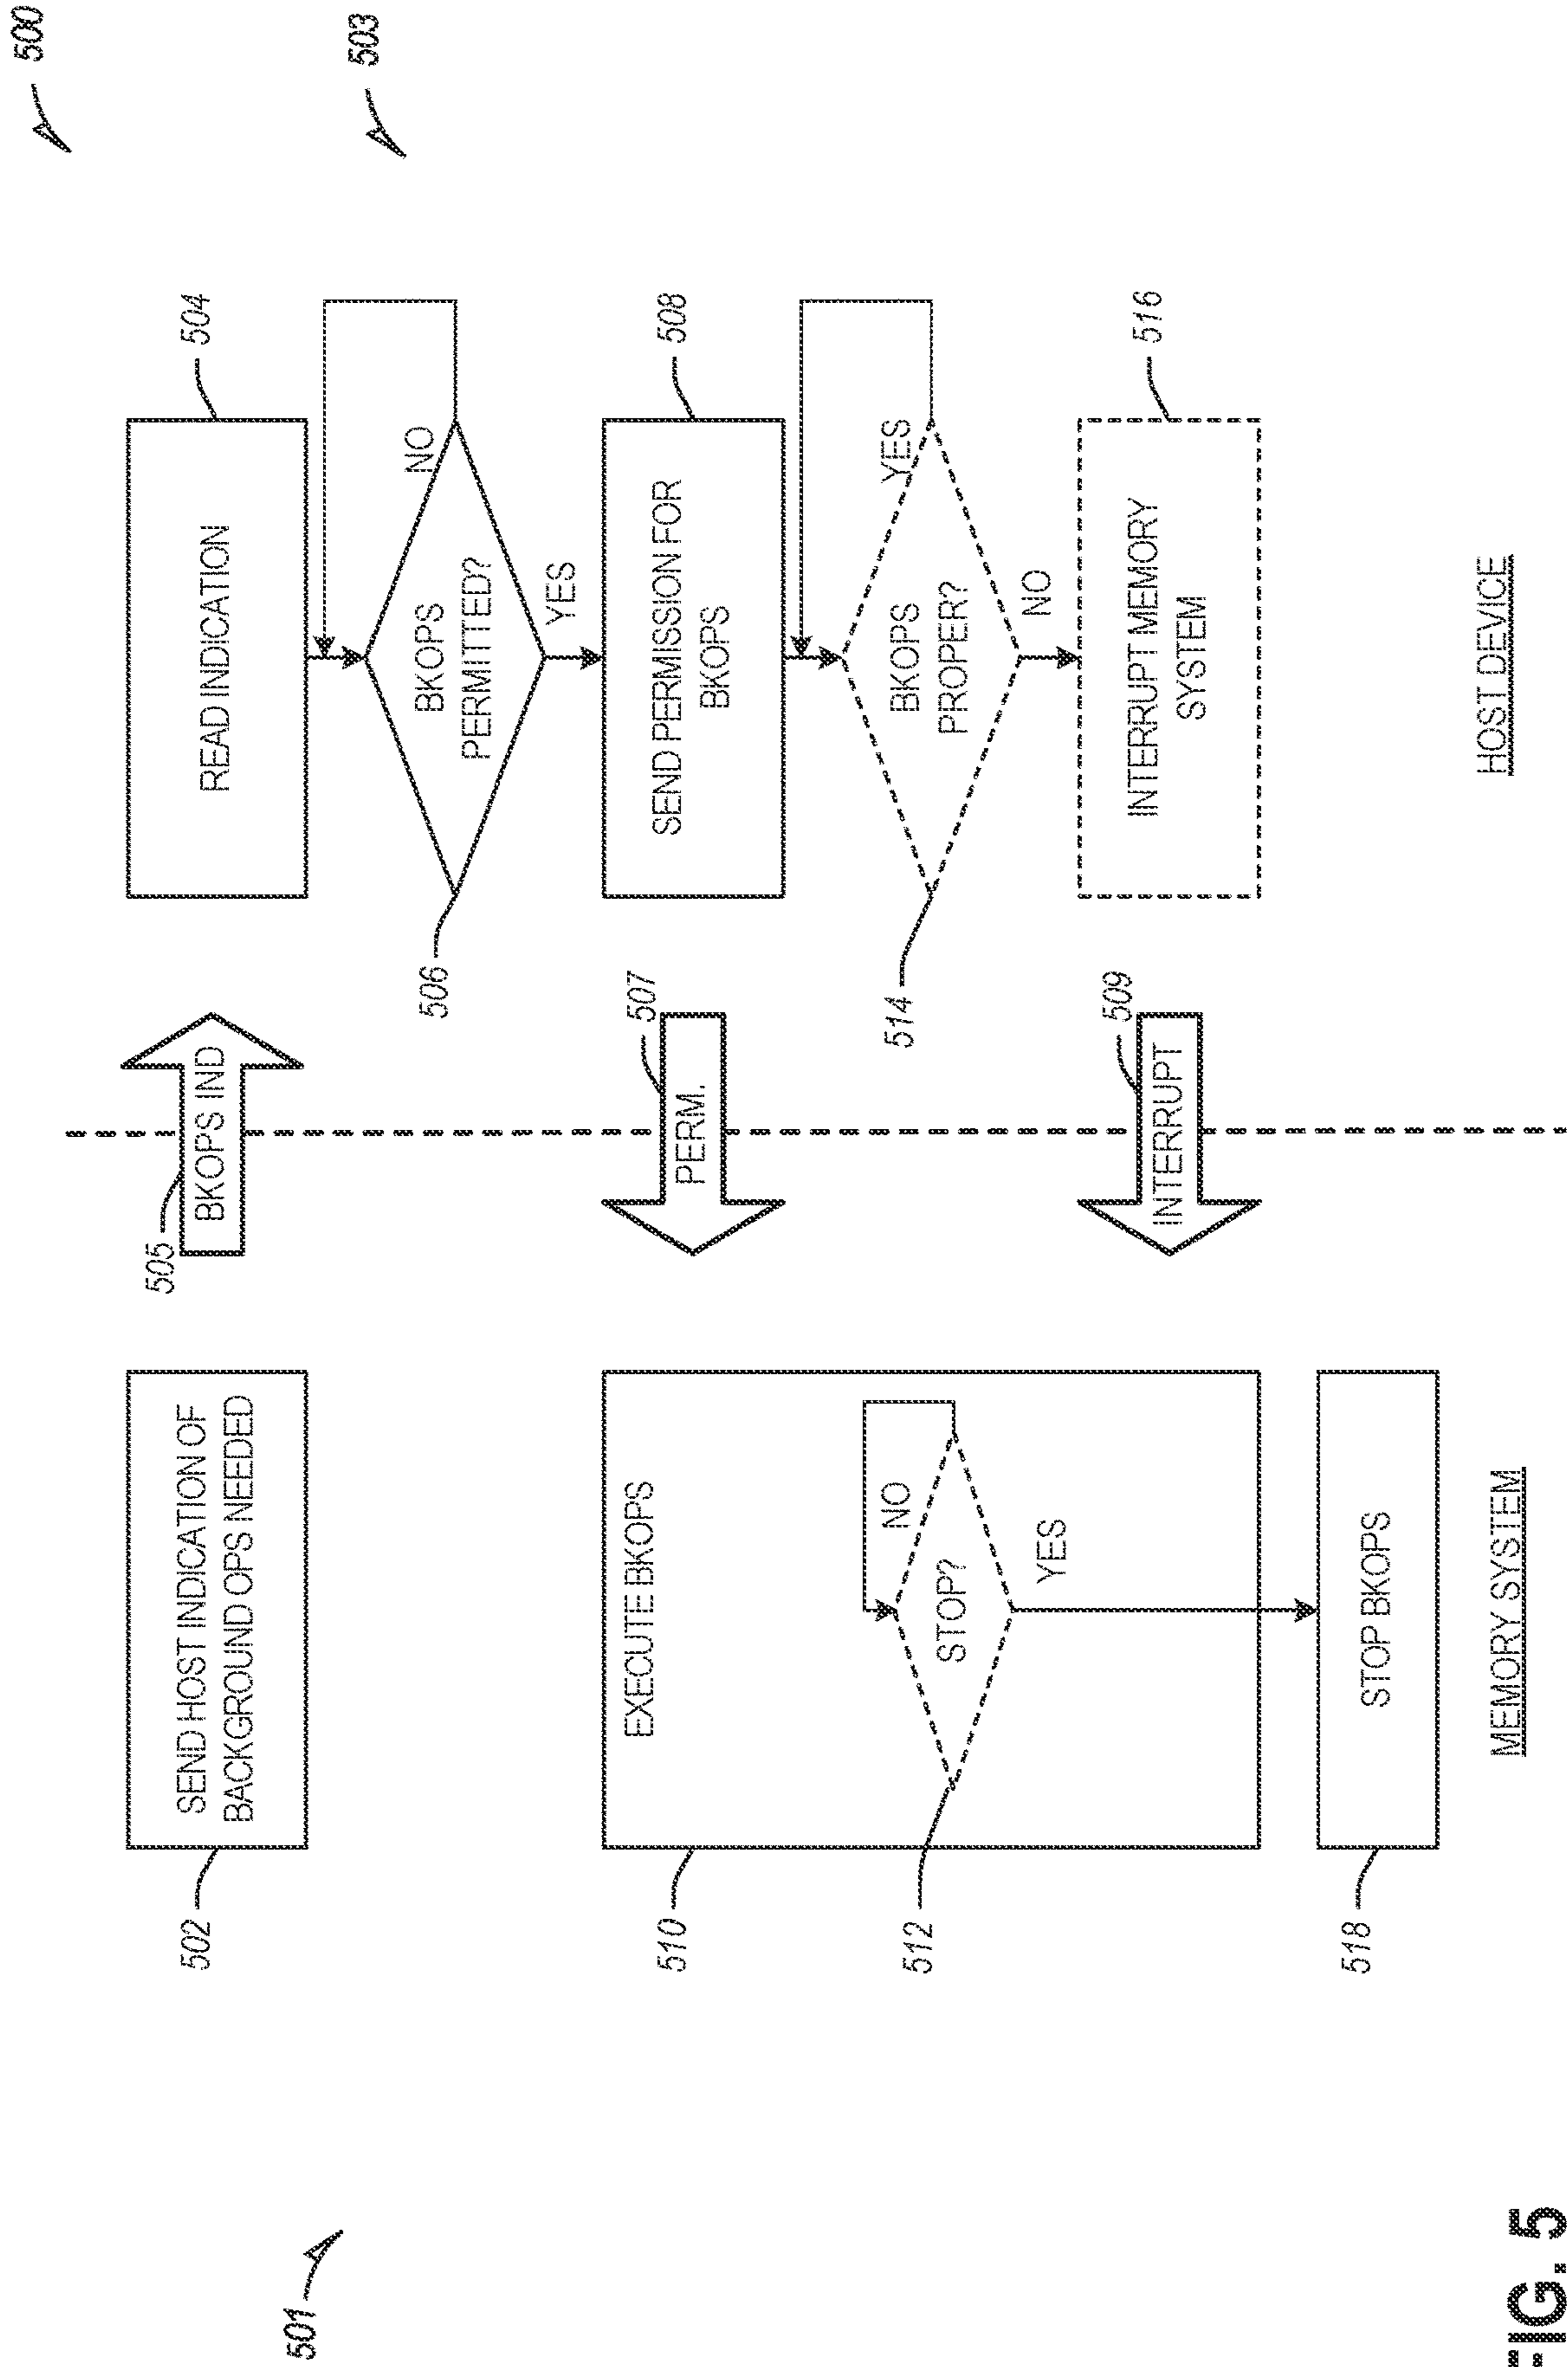 500
501
503
502
SEND HOST INDICATION OF
BACKGROUND OPS NEEDED
505
BKOPS IND
504
READ INDICATION
506
BKOPS
PERMITTED?
NO
YES
507
PERM.
508
SEND PERMISSION FOR
BKOPS
510
EXECUTE BKOPS
512
STOP?
NO
YES
514
BKOPS
PROPER?
YES
NO
509
INTERRUPT
516
INTERRUPT MEMORY
SYSTEM
518
STOP BKOPS
MEMORY SYSTEM
HOST DEVICE
FIG. 5